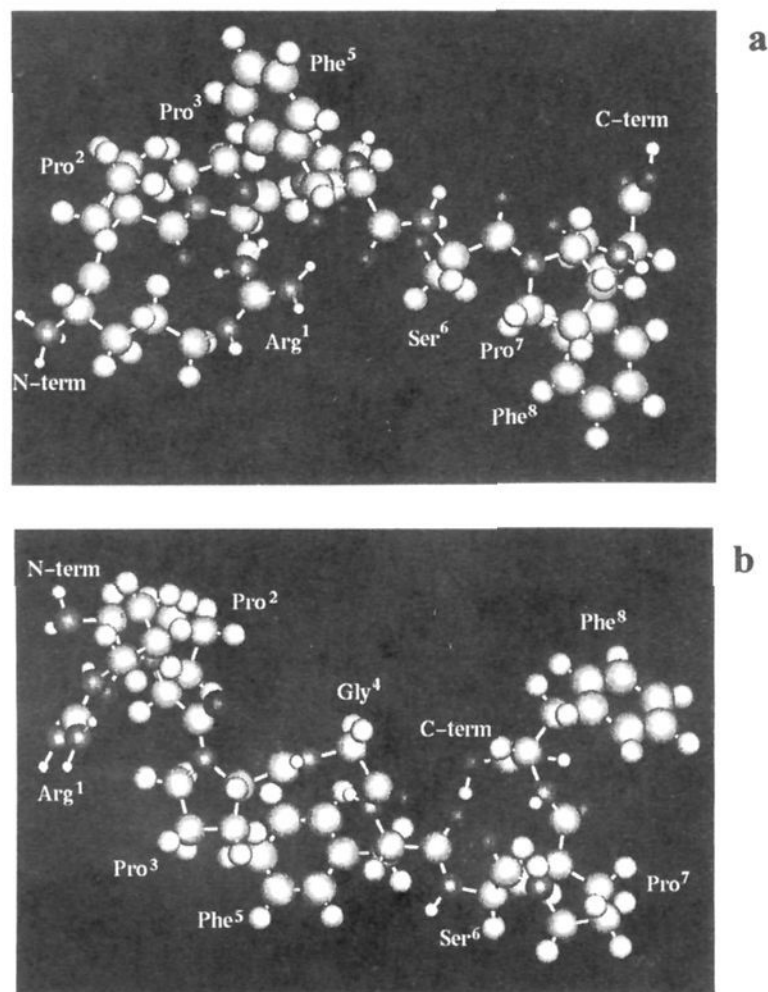 a
Phe⁵
Pro³
C-term
Pro²
Arg¹
Ser⁶
Pro⁷
N-term
Phe⁸
b
N-term
Pro²
Phe⁸
Gly⁴
C-term
Arg¹
Pro³
Pro⁷
Phe⁵
Ser⁶